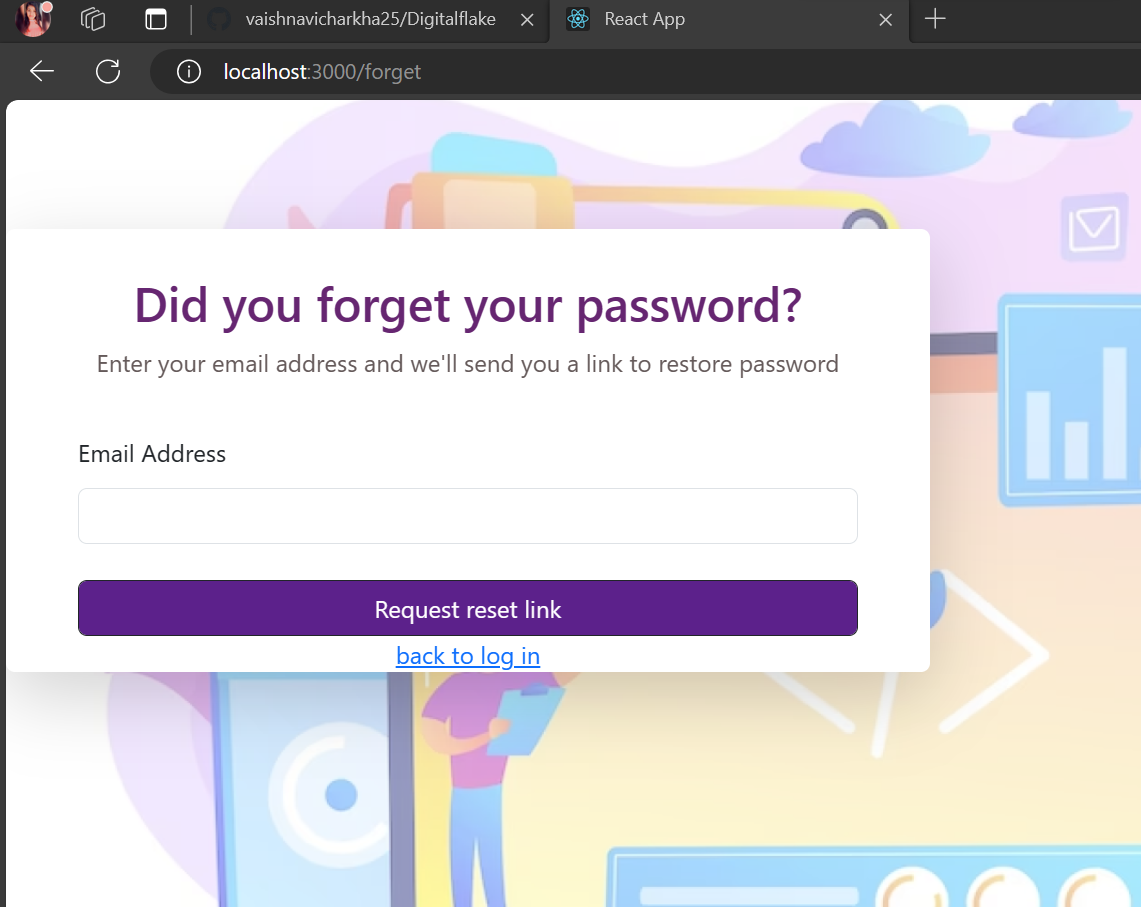 vaishnavicharkha25/Digitalflake
React App
localhost:3000/forget
Did you forget your password?
Enter your email address and we'll send you a link to restore password
Email Address
Request reset link
back to log in